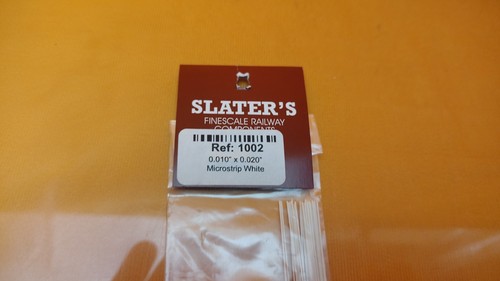 SLATER'S
FINESCALE RAILWAY
COMPONENTS
Ref: 1002
0.010" x 0.020"
Microstrip White